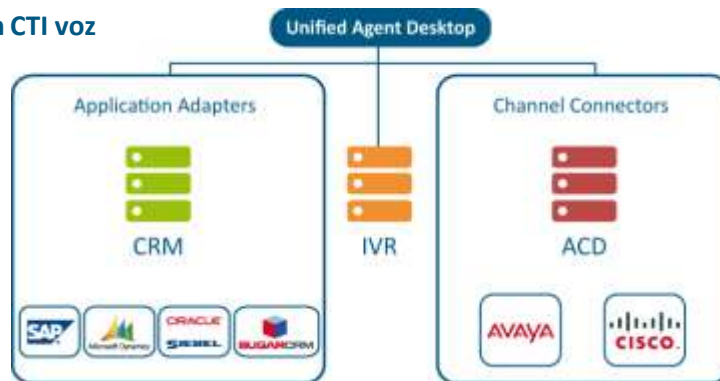 n CTI voz
Unified Agent Desktop
Application Adapters
Channel Connectors
CRM
IVR
ACD
SAP
Microsoft Dynamics
ORACLE
SIEBEL
SUGARCRM
AVAYA
CISCO.